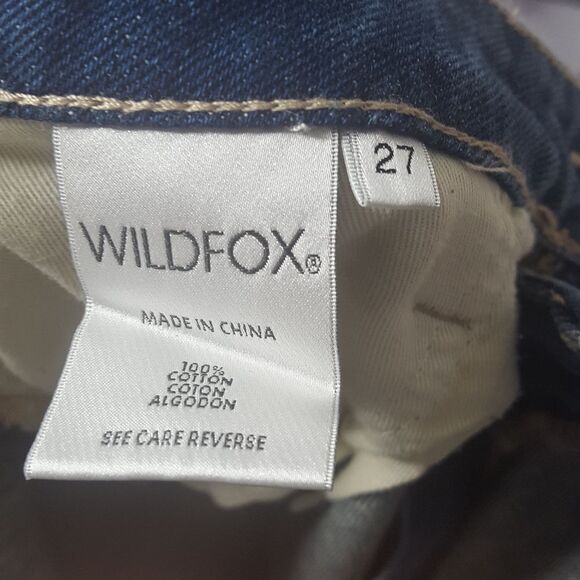 27
WILDFOX®
MADE IN CHINA
100%
COTTON
COTON
ALGODON
SEE CARE REVERSE